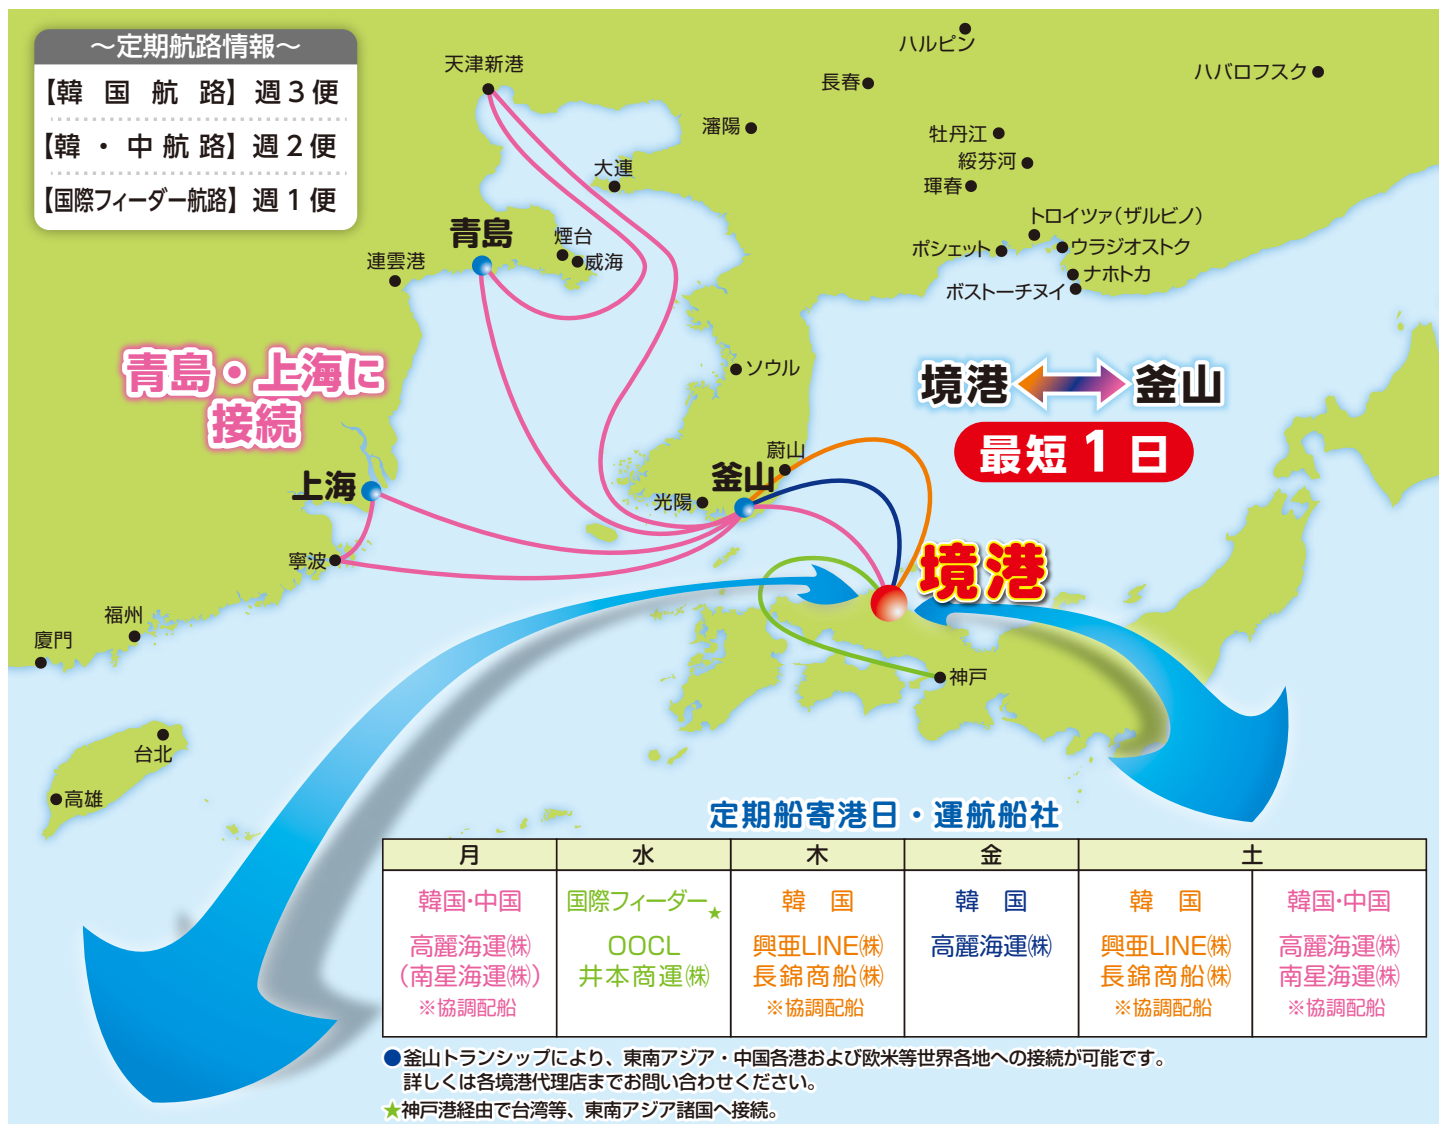 ～定期航路情報～
【韓国航路】週3便
【韓・中航路】週2便
【国際フィーダー航路】週1便
天津新港
ハルピン
長春
ハバロフスク
瀋陽
牡丹江
綏芬河
琿春
大連
トロイツァ(ザルビノ)
ポシェット
ウラジオストク
ナホトカ
ボストーチヌイ
青島
煙台
威海
連雲港
青島・上海に
接続
ソウル
境港
釜山
最短1日
蔚山
釜山
光陽
上海
寧波
境港
福州
厦門
神戸
台北
高雄
定期船寄港日・運航船社
月 水 木 金 土
韓国・中国 国際フィーダー★ 韓国 韓国 韓国 韓国・中国
高麗海運㈱ OOCL 興亜LINE㈱ 高麗海運㈱ 興亜LINE㈱ 高麗海運㈱
(南星海運㈱) 井本商運㈱ 長錦商船㈱ 長錦商船㈱ 南星海運㈱
※協調配船 ※協調配船 ※協調配船 ※協調配船
●釜山トランシップにより、東南アジア・中国各港および欧米等世界各地への接続が可能です。
詳しくは各境港代理店までお問い合わせください。
★神戸港経由で台湾等、東南アジア諸国へ接続。